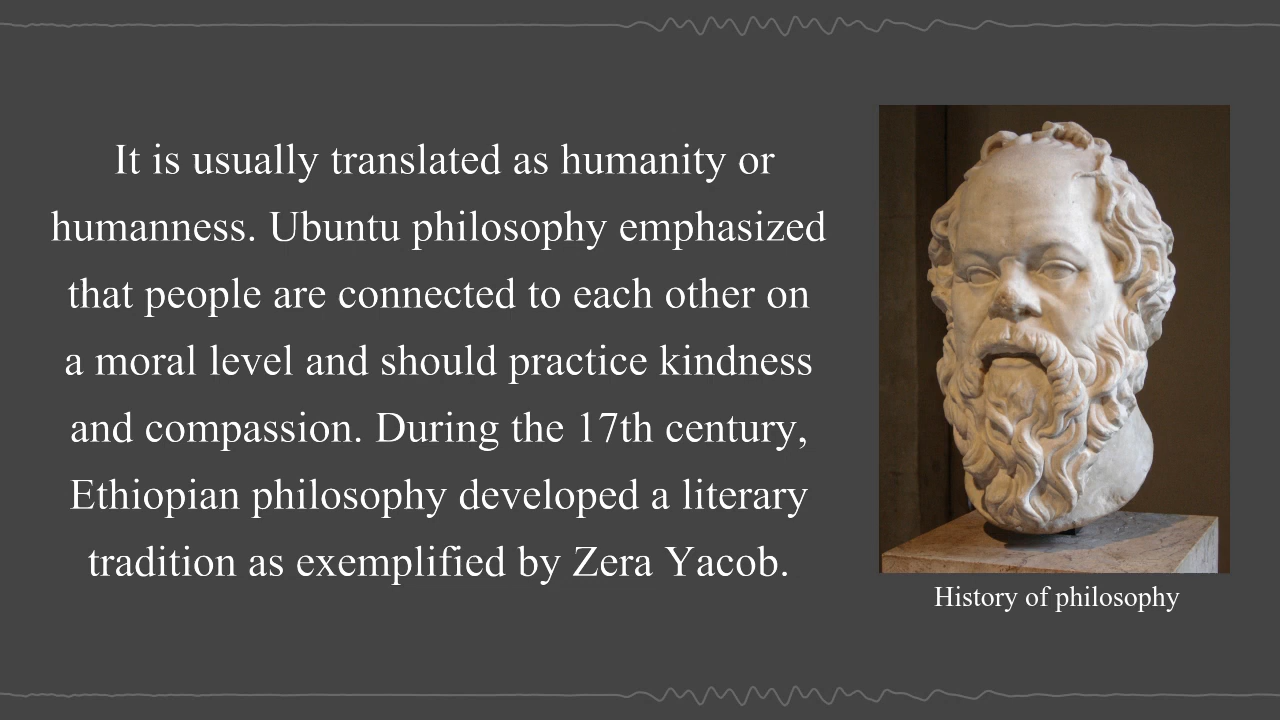 It is usually translated as humanity or
humanness. Ubuntu philosophy emphasized
that people are connected to each other on
a moral level and should practice kindness
and compassion. During the 17th century,
Ethiopian philosophy developed a literary
tradition as exemplified by Zera Yacob.
History of philosophy